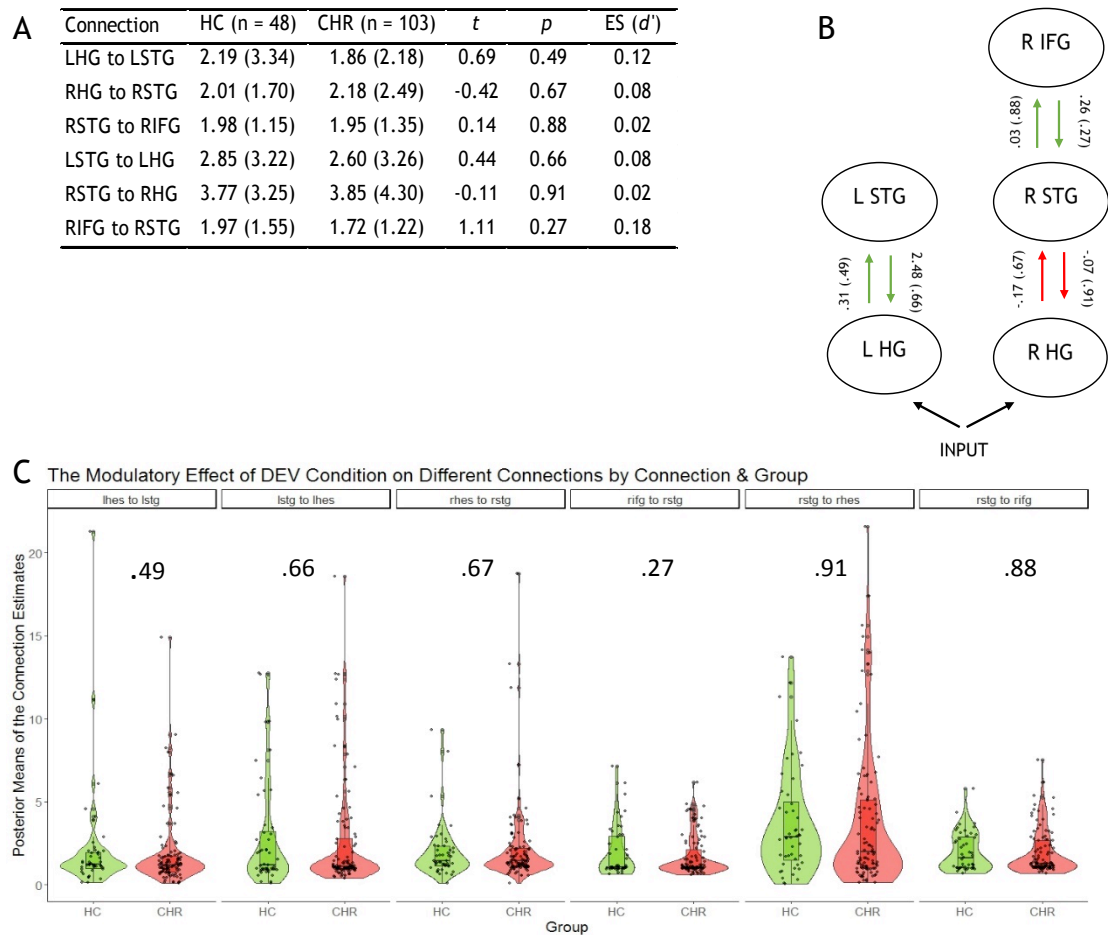 A
Connection HC (n = 48) CHR (n = 103) t p ES (d')
LHG to LSTG 2.19 (3.34) 1.86 (2.18) 0.69 0.49 0.12
RHG to RSTG 2.01 (1.70) 2.18 (2.49) -0.42 0.67 0.08
RSTG to RIFG 1.98 (1.15) 1.95 (1.35) 0.14 0.88 0.02
LSTG to LHG 2.85 (3.22) 2.60 (3.26) 0.44 0.66 0.08
RSTG to RHG 3.77 (3.25) 3.85 (4.30) -0.11 0.91 0.02
RIFG to RSTG 1.97 (1.55) 1.72 (1.22) 1.11 0.27 0.18
B
R IFG
.03 (.88) .26 (.27)
L STG R STG
.31 (.49) 2.48 (.66) -.17 (.67) -.07 (.91)
L HG R HG
INPUT
C
The Modulatory Effect of DEV Condition on Different Connections by Connection & Group
lhes to lstg lstg to lhes rhes to rstg rifg to rstg rstg to rhes rstg to rifg
.49 .66 .67 .27 .91 .88
Posterior Means of the Connection Estimates
20
15
10
5
0
HC CHR HC CHR HC CHR HC CHR HC CHR HC CHR
Group